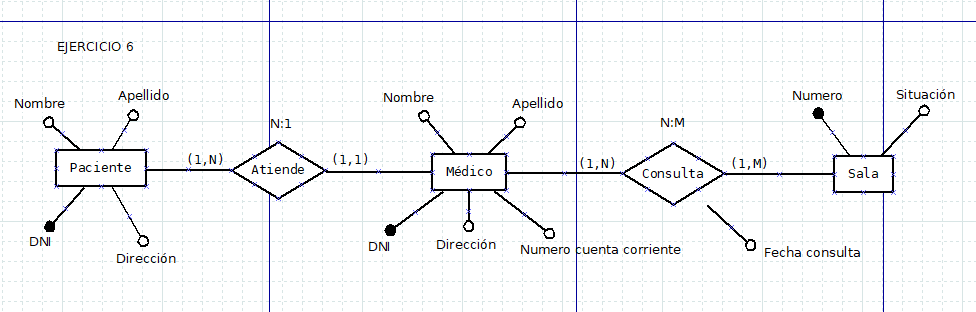 EJERCICIO 6
Nombre
Apellido
Paciente
DNI
Dirección
(1,N)
N:1
Atiende
(1,1)
Nombre
Apellido
Médico
DNI
Dirección
Numero cuenta corriente
(1,N)
N:M
Consulta
(1,M)
Fecha consulta
Numero
Situación
Sala